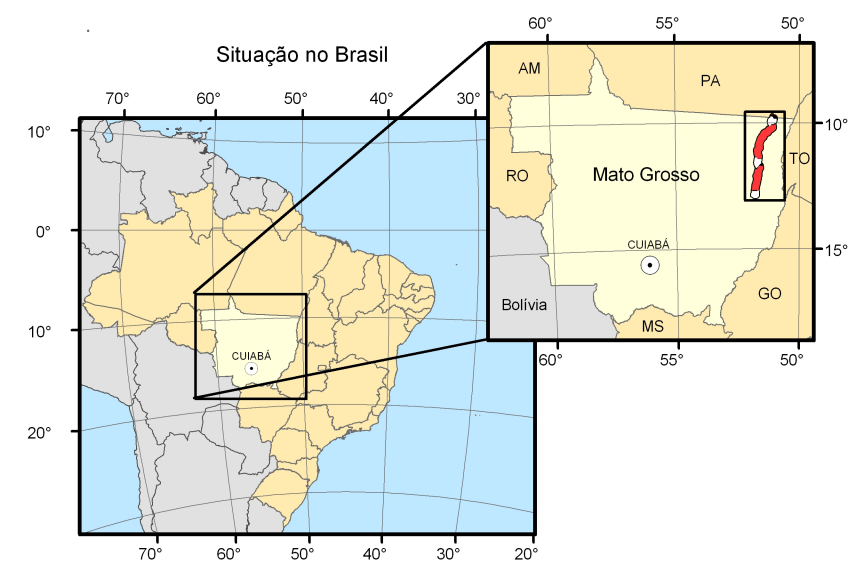 60° 55° 50°
Situação no Brasil
AM
PA
70° 60° 50° 40° 30°
10°
10°
TO
RO
Mato Grosso
0°
CUIABÁ
15°
GO
Bolívia
MS
10°
CUIABÁ
60° 55° 50°
20°
70° 60° 50° 40° 30° 20°